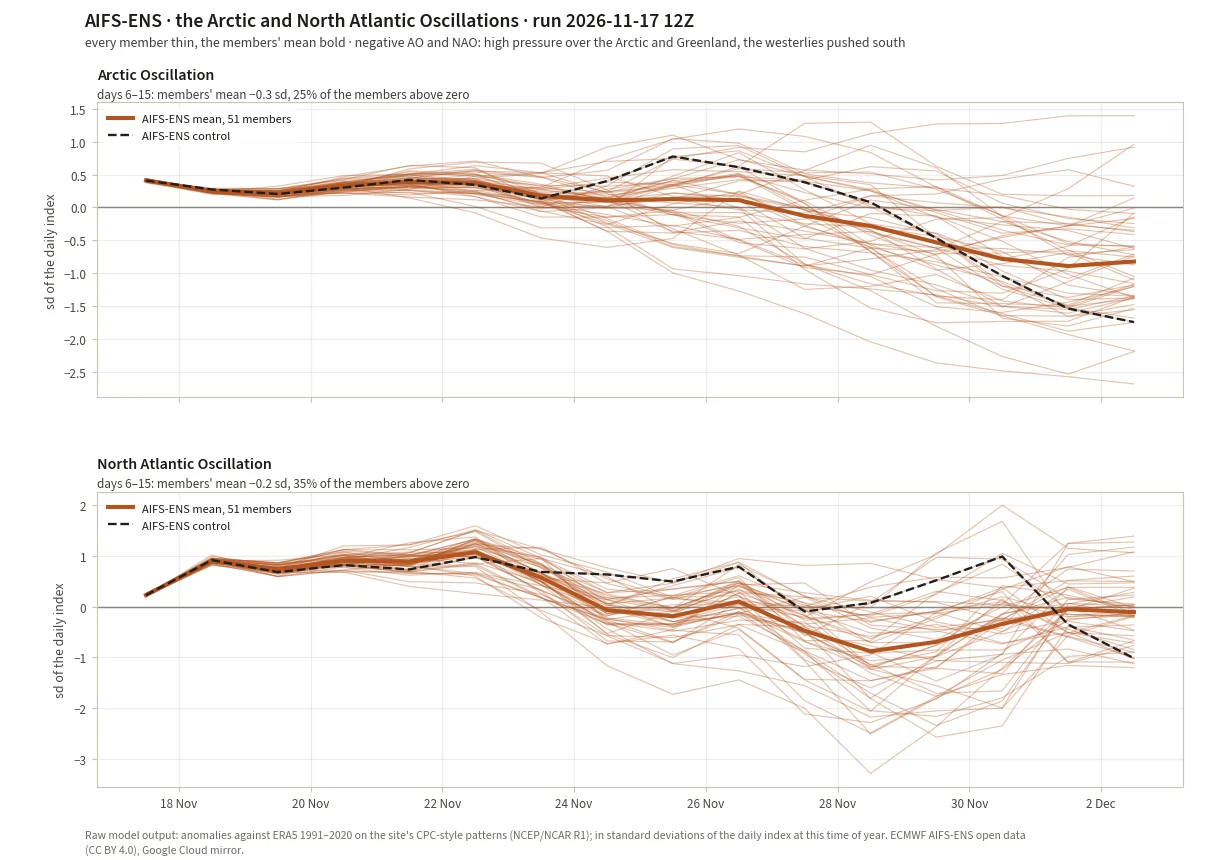 AIFS-ENS · the Arctic and North Atlantic Oscillations · run 2026-11-17 12Z
every member thin, the members' mean bold · negative AO and NAO: high pressure over the Arctic and Greenland, the westerlies pushed south
Arctic Oscillation
days 6–15: members' mean −0.3 sd, 25% of the members above zero
AIFS-ENS mean, 51 members
AIFS-ENS control
1.5
1.0
0.5
0.0
−0.5
−1.0
−1.5
−2.0
−2.5
sd of the daily index
North Atlantic Oscillation
days 6–15: members' mean −0.2 sd, 35% of the members above zero
AIFS-ENS mean, 51 members
AIFS-ENS control
2
1
0
−1
−2
−3
sd of the daily index
18 Nov
20 Nov
22 Nov
24 Nov
26 Nov
28 Nov
30 Nov
2 Dec
Raw model output: anomalies against ERA5 1991–2020 on the site's CPC-style patterns (NCEP/NCAR R1); in standard deviations of the daily index at this time of year. ECMWF AIFS-ENS open data
(CC BY 4.0), Google Cloud mirror.